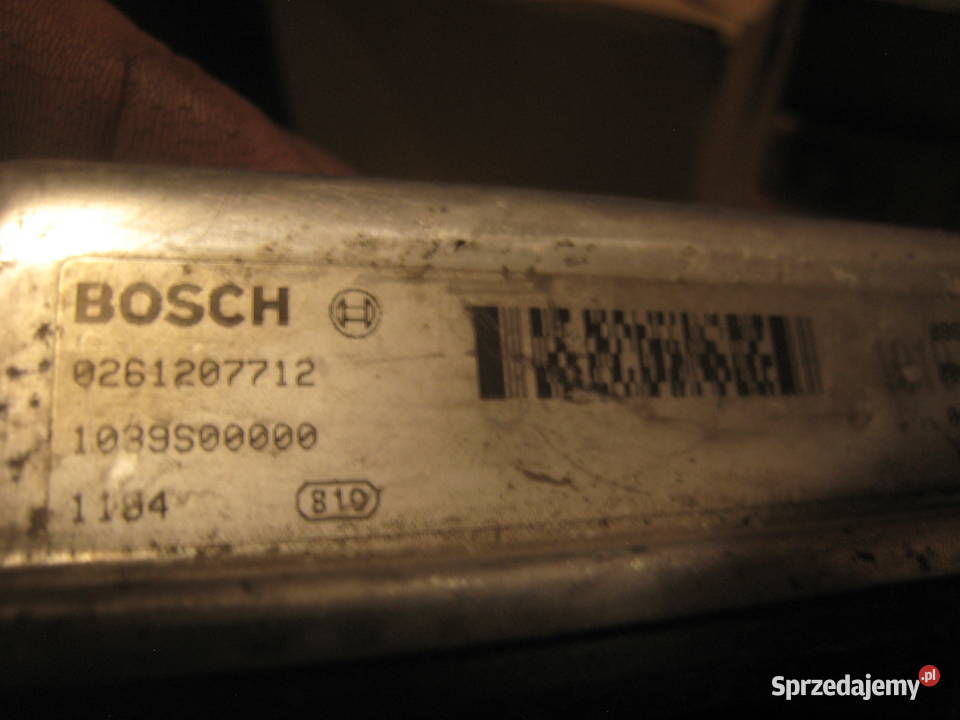 BOSCH
0261207712
1039S00000
1184
810
Sprzedajemy.pl